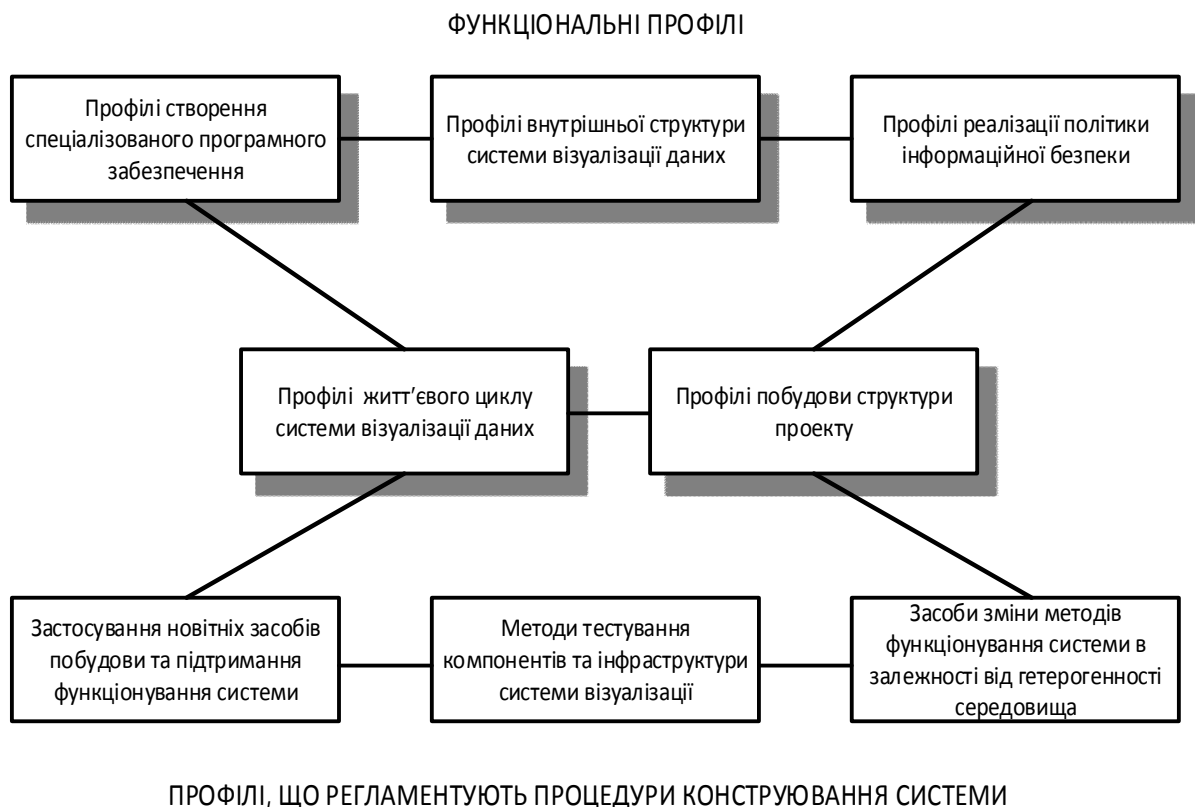 ФУНКЦІОНАЛЬНІ ПРОФІЛІ
Профілі створення
спеціалізованого програмного
забезпечення
Профілі внутрішньої структури
системи візуалізації даних
Профілі реалізації політики
інформаційної безпеки
Профілі життʼєвого циклу
системи візуалізації даних
Профілі побудови структури
проекту
Застосування новітніх засобів
побудови та підтримання
функціонування системи
Методи тестування
компонентів та інфраструктури
системи візуалізації
Засоби зміни методів
функціонування системи в
залежності від гетерогенності
середовища
ПРОФІЛІ, ЩО РЕГЛАМЕНТУЮТЬ ПРОЦЕДУРИ КОНСТРУЮВАННЯ СИСТЕМИ